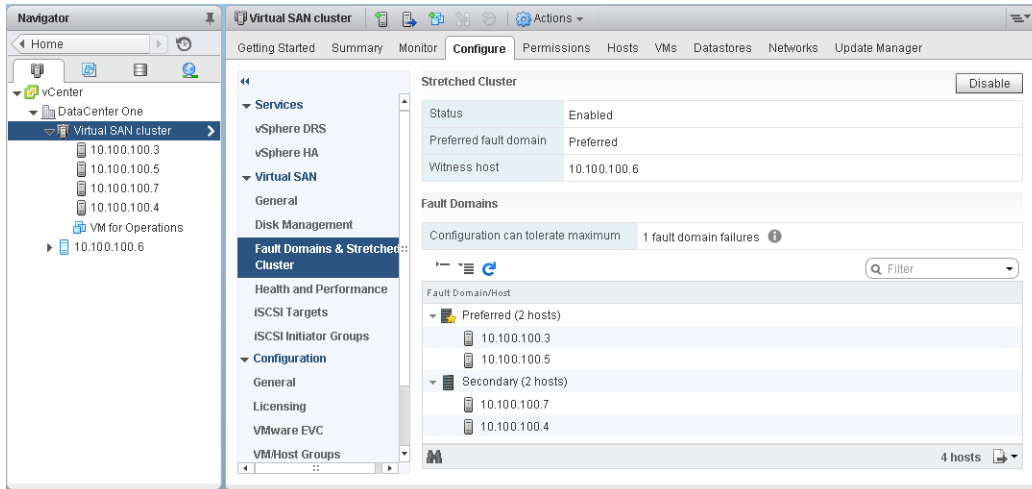 Navigator
Home
vCenter
DataCenter One
Virtual SAN cluster
10.100.100.3
10.100.100.5
10.100.100.7
10.100.100.4
VM for Operations
10.100.100.6
Virtual SAN cluster Actions
Getting Started Summary Monitor Configure Permissions Hosts VMs Datastores Networks Update Manager
Services
vSphere DRS
vSphere HA
Virtual SAN
General
Disk Management
Fault Domains & Stretched
Cluster
Health and Performance
iSCSI Targets
iSCSI Initiator Groups
Configuration
General
Licensing
VMware EVC
VM/Host Groups
Stretched Cluster Disable
Status Enabled
Preferred fault domain Preferred
Witness host 10.100.100.6
Fault Domains
Configuration can tolerate maximum 1 fault domain failures
Filter
Fault Domain/Host
Preferred (2 hosts)
10.100.100.3
10.100.100.5
Secondary (2 hosts)
10.100.100.7
10.100.100.4
4 hosts